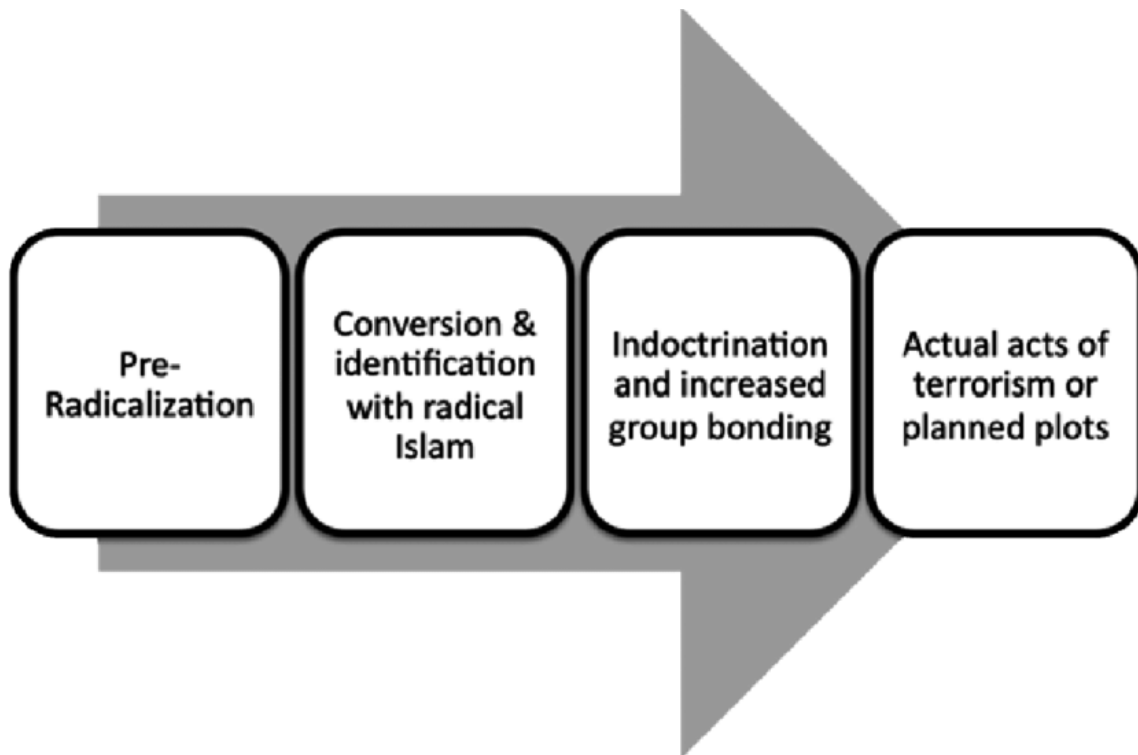 Pre-
Radicalization
Conversion &
identification
with radical
Islam
Indoctrination
and increased
group bonding
Actual acts of
terrorism or
planned plots